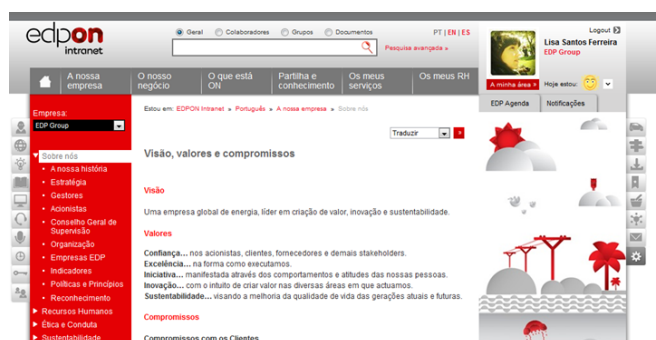 edpon
intranet
Geral Colaboradores Grupos Documentos
PT | EN | ES
Pesquisa avançada »
Logout
Lisa Santos Ferreira
EDP Group
A minha área »
Hoje estou:
A nossa empresa
O nosso negócio
O que está ON
Partilha e conhecimento
Os meus serviços
Os meus RH
EDP Agenda
Notificações
Empresa:
EDP Group
Sobre nós
• A nossa história
• Estratégia
• Gestores
• Acionistas
• Conselho Geral de
Supervisão
• Organização
• Empresas EDP
• Indicadores
• Políticas e Princípios
• Reconhecimento
Recursos Humanos
Ética e Conduta
Sustentabilidade
Estou em: EDPON Intranet » Português » A nossa empresa » Sobre nós
Traduzir
Visão, valores e compromissos
Visão
Uma empresa global de energia, líder em criação de valor, inovação e sustentabilidade.
Valores
Confiança... nos acionistas, clientes, fornecedores e demais stakeholders.
Excelência... na forma como executamos.
Iniciativa... manifestada através dos comportamentos e atitudes das nossas pessoas.
Inovação... com o intuito de criar valor nas diversas áreas em que actuamos.
Sustentabilidade... visando a melhoria da qualidade de vida das gerações atuais e futuras.
Compromissos
Compromissos com os Clientes